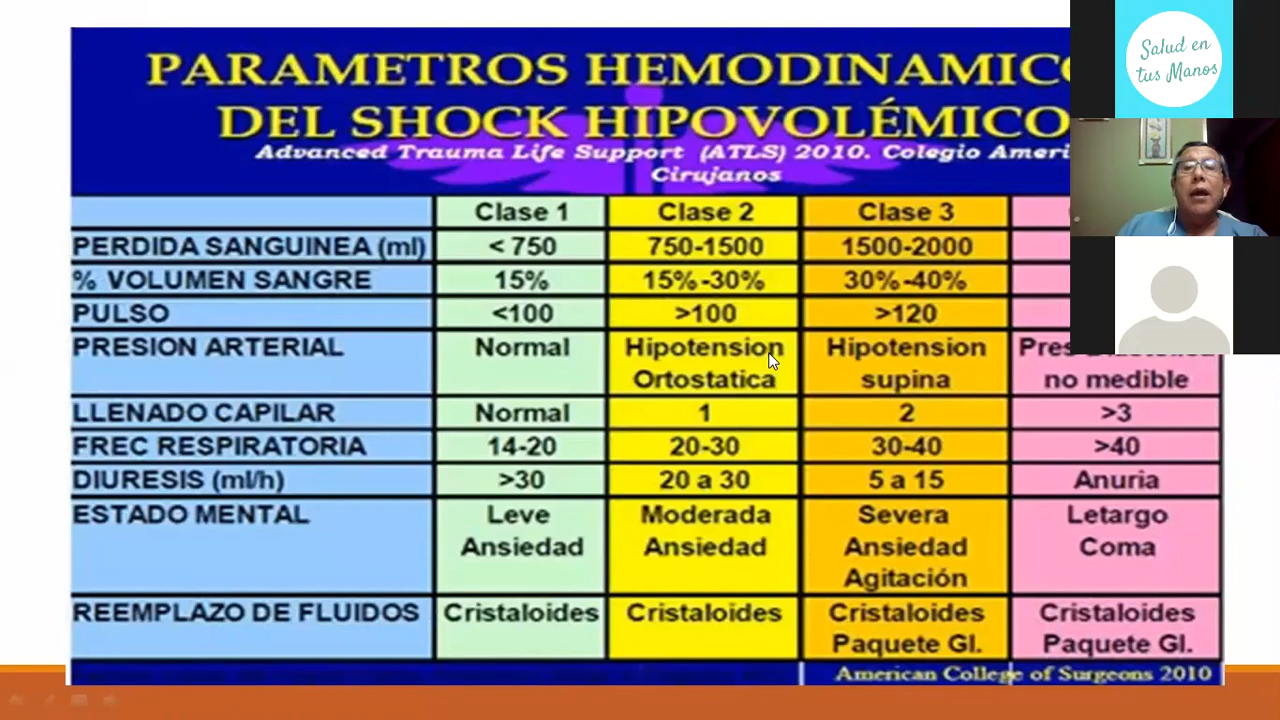 PARAMETROS HEMODINAMICO
DEL SHOCK HIPOVOLÉMICO
Advanced Trauma Life Support (ATLS) 2010. Colegio Ameri
Cirujanos
Clase 1 Clase 2 Clase 3
PERDIDA SANGUINEA (ml) < 750 750-1500 1500-2000
% VOLUMEN SANGRE 15% 15%-30% 30%-40%
PULSO <100 >100 >120
PRESION ARTERIAL Normal Hipotension Hipotension
Ortostatica supina no medible
LLENADO CAPILAR Normal 1 2 >3
FREC RESPIRATORIA 14-20 20-30 30-40 >40
DIURESIS (ml/h) >30 20 a 30 5 a 15 Anuria
ESTADO MENTAL Leve Moderada Severa Letargo
Ansiedad Ansiedad Ansiedad Coma
Agitación
REEMPLAZO DE FLUIDOS Cristaloides Cristaloides Cristaloides Cristaloides
Paquete Gl. Paquete Gl.
American College of Surgeons 2010
Salud en
tus Manos